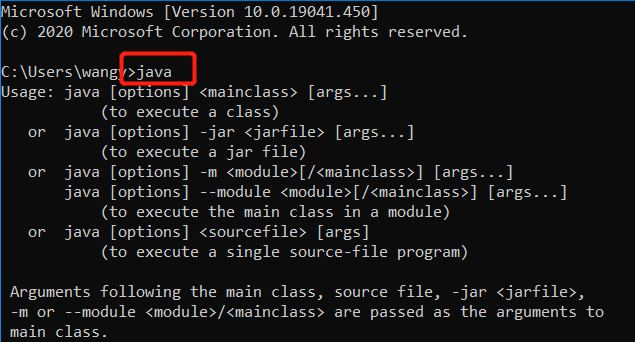 Microsoft Windows [Version 10.0.19041.450]
(c) 2020 Microsoft Corporation. All rights reserved.
C:\Users\wangy>java
Usage: java [options] <mainclass> [args...]
(to execute a class)
or java [options] -jar <jarfile> [args...]
(to execute a jar file)
or java [options] -m <module>[/<mainclass>] [args...]
java [options] --module <module>[/<mainclass>] [args...]
(to execute the main class in a module)
or java [options] <sourcefile> [args]
(to execute a single source-file program)
Arguments following the main class, source file, -jar <jarfile>,
-m or --module <module>/<mainclass> are passed as the arguments to
main class.